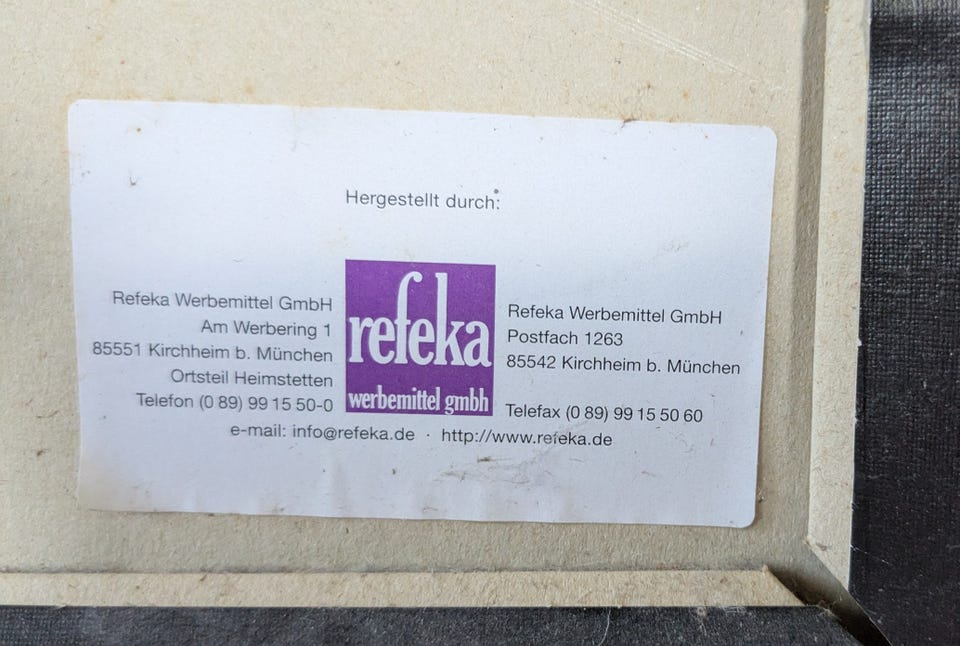 Hergestellt durch:
Refeka Werbemittel GmbH
Am Werbering 1
85551 Kirchheim b. München
Ortsteil Heimstetten
Telefon (0 89) 99 15 50-0
refeka
werbemittel gmbh
Refeka Werbemittel GmbH
Postfach 1263
85542 Kirchheim b. München
Telefax (0 89) 99 15 50 60
e-mail: info@refeka.de · http://www.refeka.de